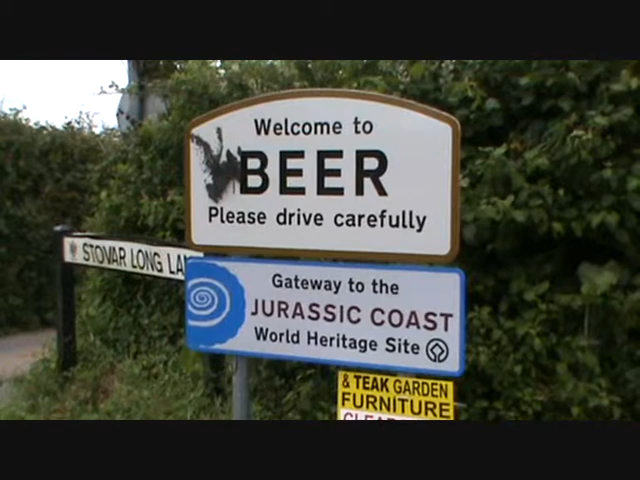 Welcome to
BEER
Please drive carefully
STOVAR LONG
Gateway to the
JURASSIC COAST
World Heritage Site
& TEAK GARDEN
FURNITURE